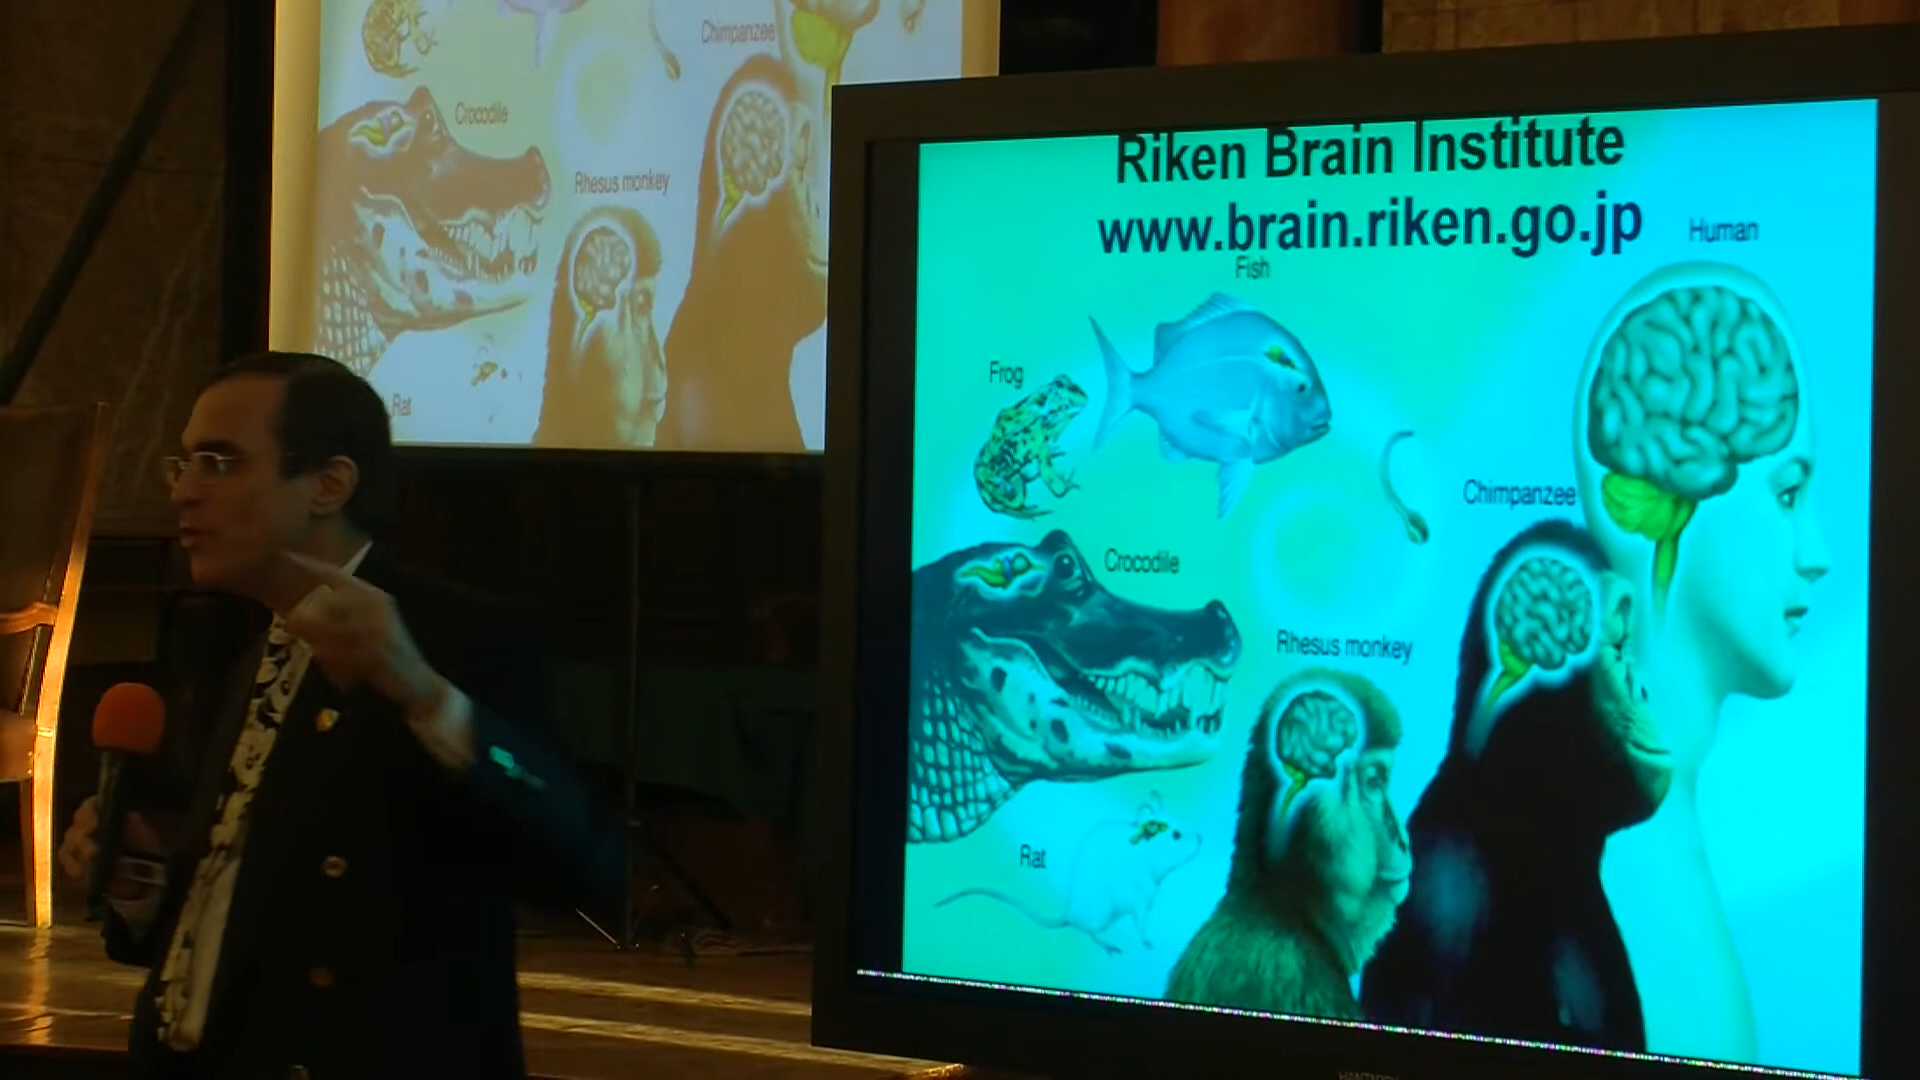 Chimpanzee
Crocodile
Rhesus monkey
Rat
Riken Brain Institute
www.brain.riken.go.jp
Human
Fish
Frog
Chimpanzee
Crocodile
Rhesus monkey
Rat